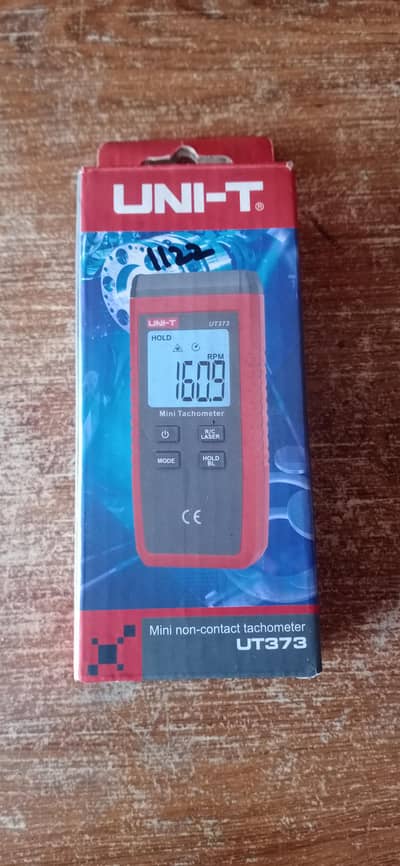 UNI-T®
1122
UNI-T UT373
HOLD
RPM
160.9
Mini Tachometer
R/C
LASER
MODE
HOLD
BL
CE
Mini non-contact tachometer
UT373